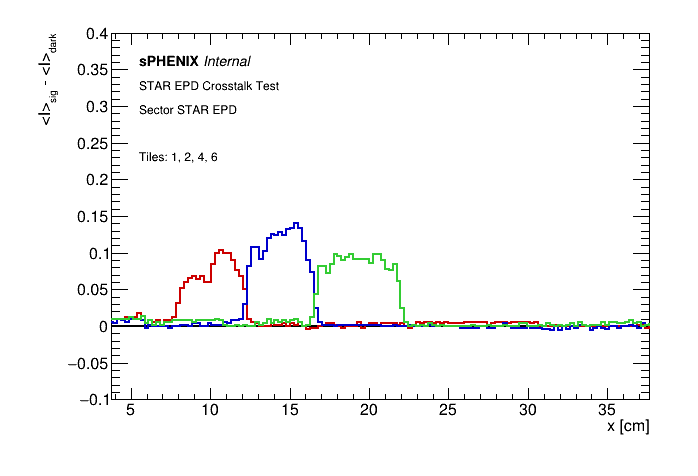 <I>sig - <I>dark
0.4
0.35
0.3
0.25
0.2
0.15
0.1
0.05
0
−0.05
−0.1
sPHENIX Internal
STAR EPD Crosstalk Test
Sector STAR EPD
Tiles: 1, 2, 4, 6
5 10 15 20 25 30 35
x [cm]